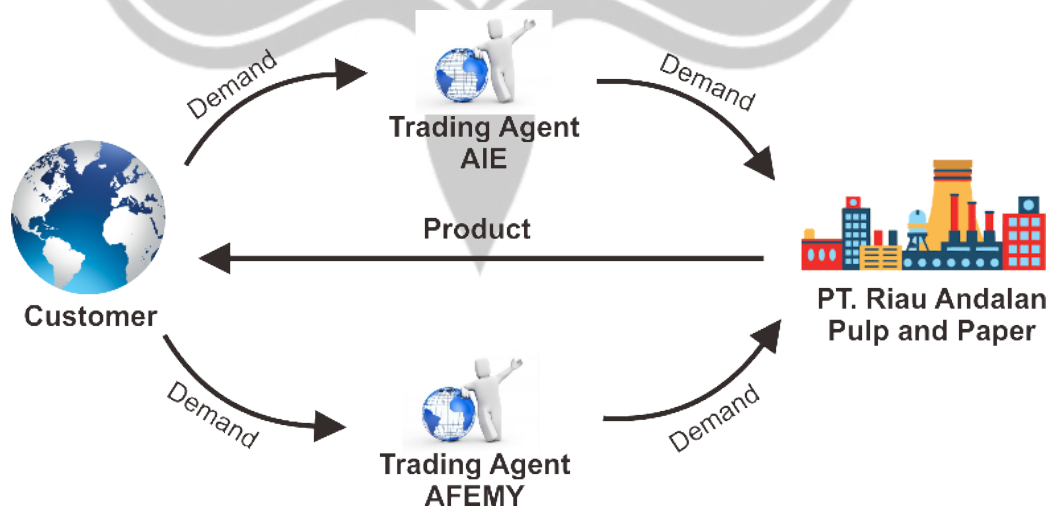 Demand
Demand
Trading Agent
AIE
Product
Customer
PT. Riau Andalan
Pulp and Paper
Demand
Demand
Trading Agent
AFEMY